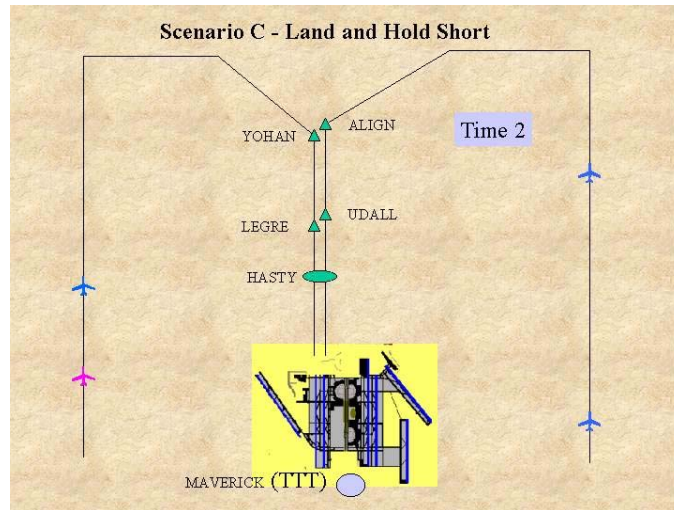 Scenario C - Land and Hold Short
ALIGN
YOHAN
Time 2
UDALL
LEGRE
HASTY
MAVERICK (TTT)